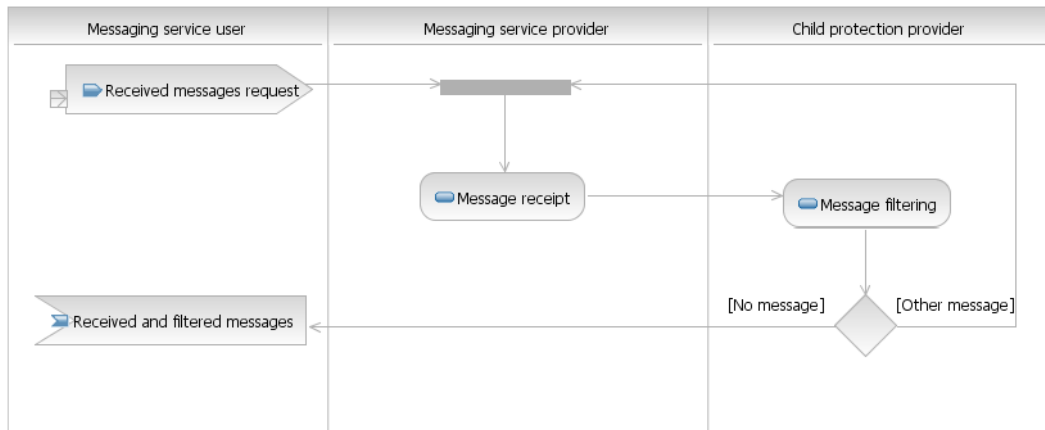 Messaging service user
Messaging service provider
Child protection provider
Received messages request
Message receipt
Message filtering
[No message]
[Other message]
Received and filtered messages